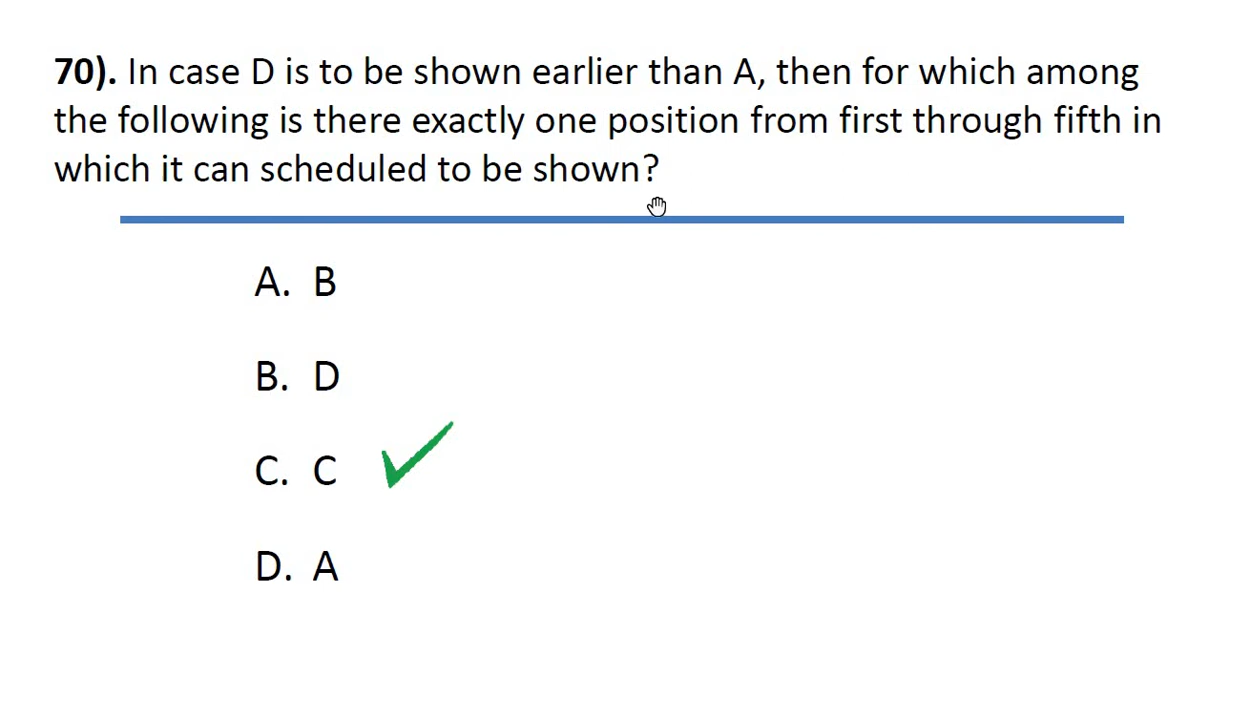 70). In case D is to be shown earlier than A, then for which among
the following is there exactly one position from first through fifth in
which it can scheduled to be shown?
A. B
B. D
C. C
D. A